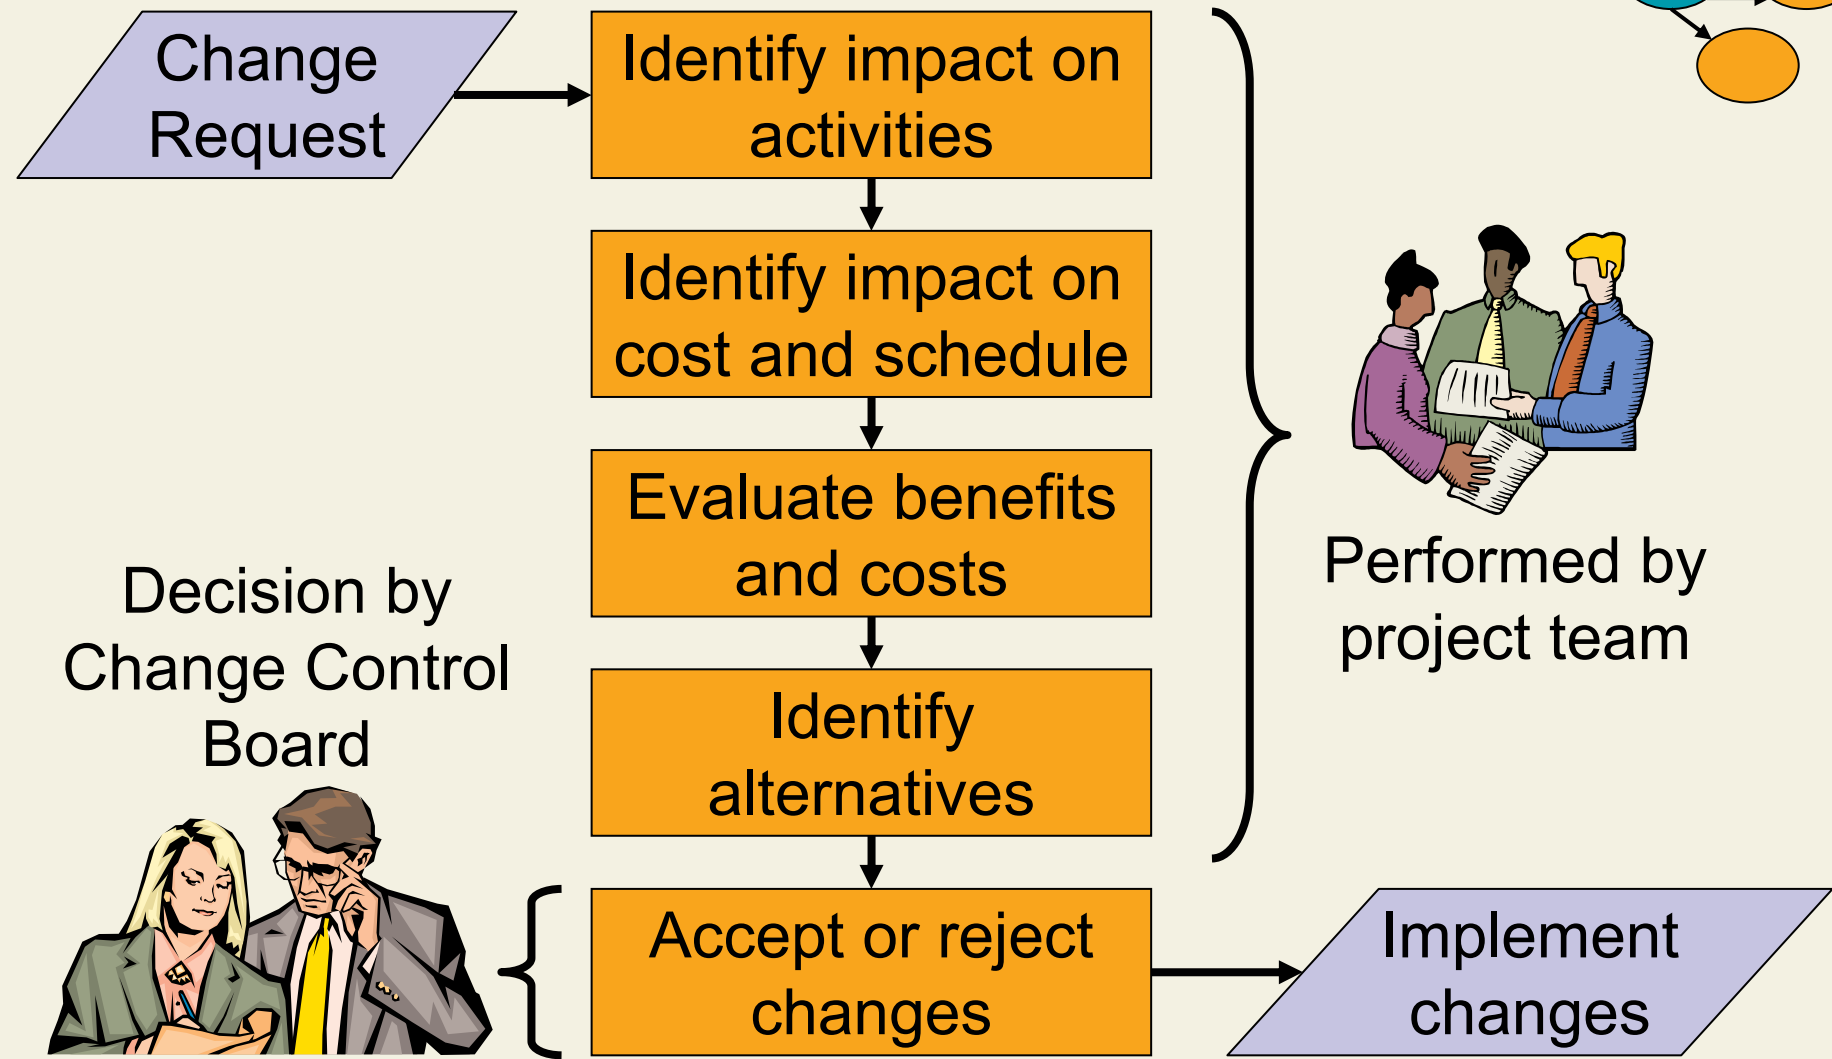 Change
Request
Identify impact on
activities
Identify impact on
cost and schedule
Evaluate benefits
and costs
Identify
alternatives
Performed by
project team
Decision by
Change Control
Board
Accept or reject
changes
Implement
changes